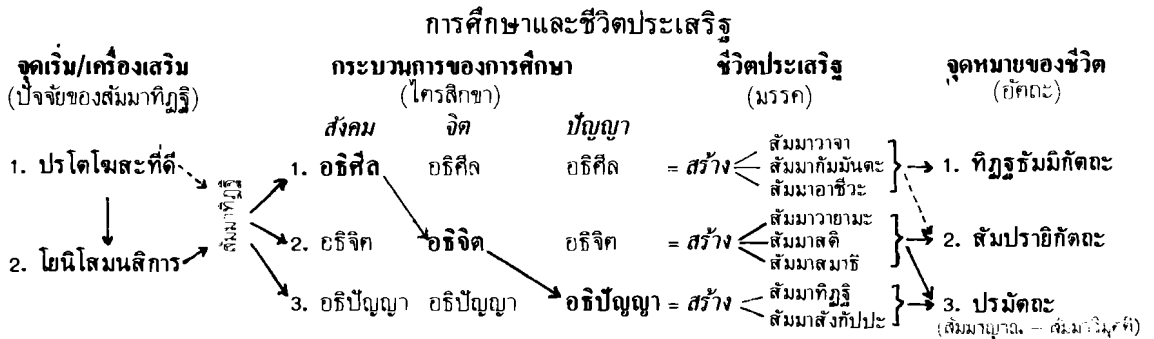 การศึกษาและชีวิตประเสริฐ
จุดเริ่ม/เครื่องเสริม กระบวนการของการศึกษา ชีวิตประเสริฐ จุดหมายของชีวิต
(ปัจจัยของสัมมาทิฏฐิ) (ไตรสิกขา) (มรรค) (อัตถะ)
สังคม จิต ปัญญา
สัมมาวาจา
1. ปรโตโฆสะที่ดี 1. อธิศีล อธิศีล อธิศีล = สร้าง สัมมากัมมันตะ 1. ทิฏฐธัมมิกัตถะ
สัมมาอาชีวะ
สัมมาทิฏฐิ
สัมมาวายามะ
2. โยนิโสมนสิการ 2. อธิจิต อธิจิต อธิจิต = สร้าง สัมมาสติ 2. สัมปรายิกัตถะ
สัมมาสมาธิ
สัมมาทิฏฐิ
3. อธิปัญญา อธิปัญญา อธิปัญญา = สร้าง 3. ปรมัตถะ
สัมมาสังกัปปะ
(สัมมาญาณ – สัมมาวิมุตติ)